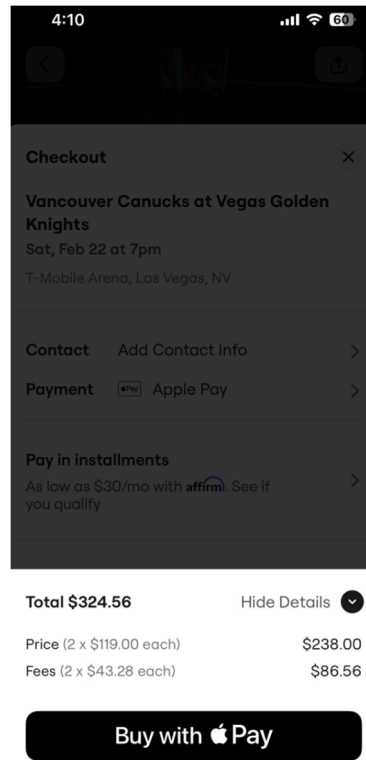 4:10
60
Checkout
Vancouver Canucks at Vegas Golden
Knights
Sat, Feb 22 at 7pm
T-Mobile Arena, Las Vegas, NV
Contact Add Contact Info
Payment Pay Apple Pay
Pay in installments
As low as $30/mo with affirm. See if
you qualify
Total $324.56 Hide Details
Price (2 x $119.00 each) $238.00
Fees (2 x $43.28 each) $86.56
Buy with Pay